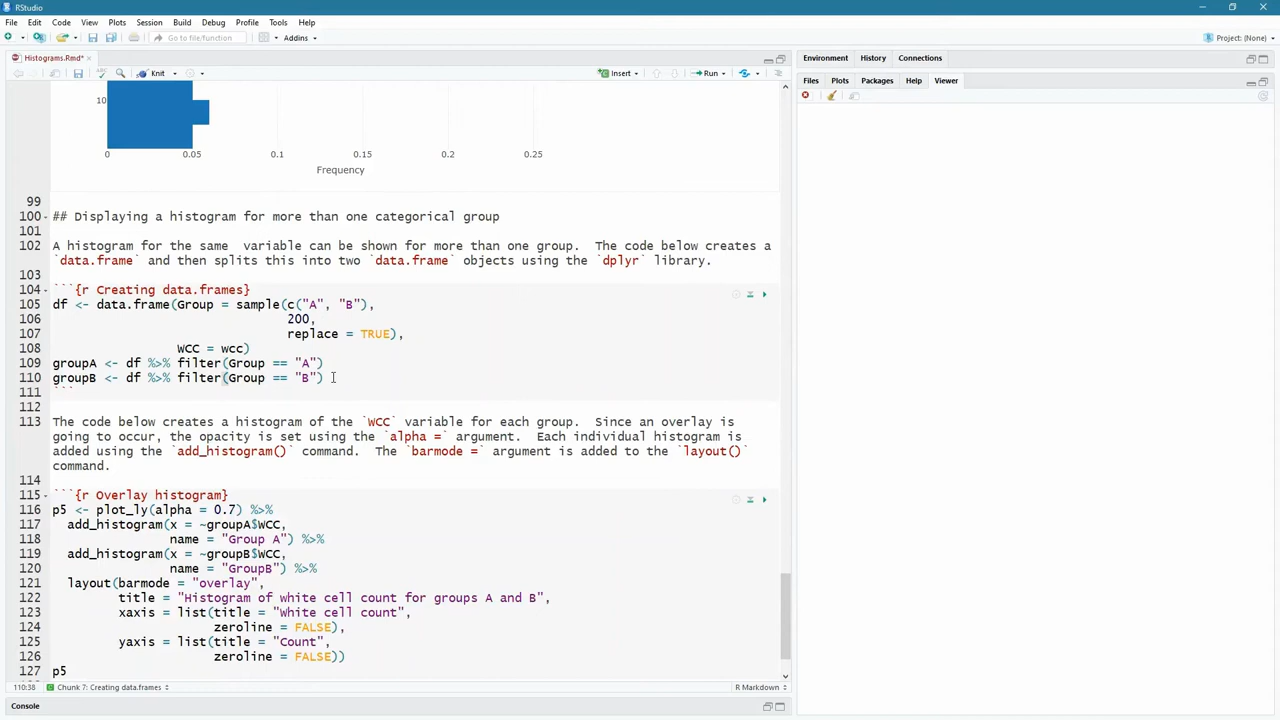 RStudio
File Edit Code View Plots Session Build Debug Profile Tools Help
Go to file/function Addins Project: (None)
Histograms.Rmd* Environment History Connections
Knit Insert Run Files Plots Packages Help Viewer
10
0 0.05 0.1 0.15 0.2 0.25
Frequency
99
100 ## Displaying a histogram for more than one categorical group
101
102 A histogram for the same  variable can be shown for more than one group.  The code below creates a
`data.frame` and then splits this into two `data.frame` objects using the `dplyr` library.
103
104 ```{r Creating data.frames}
105 df <- data.frame(Group = sample(c("A", "B"),
106 200,
107 replace = TRUE),
108 WCC = wcc)
109 groupA <- df %>% filter(Group == "A")
110 groupB <- df %>% filter(Group == "B")
111 ```
112
113 The code below creates a histogram of the `WCC` variable for each group.  Since an overlay is
going to occur, the opacity is set using the `alpha =` argument.  Each individual histogram is
added using the `add_histogram()` command.  The `barmode =` argument is added to the `layout()`
command.
114
115 ```{r Overlay histogram}
116 p5 <- plot_ly(alpha = 0.7) %>%
117 add_histogram(x = ~groupA$WCC,
118 name = "Group A") %>%
119 add_histogram(x = ~groupB$WCC,
120 name = "GroupB") %>%
121 layout(barmode = "overlay",
122 title = "Histogram of white cell count for groups A and B",
123 xaxis = list(title = "White cell count",
124 zeroline = FALSE),
125 yaxis = list(title = "Count",
126 zeroline = FALSE))
127 p5
110:38 Chunk 7: Creating data.frames R Markdown
Console